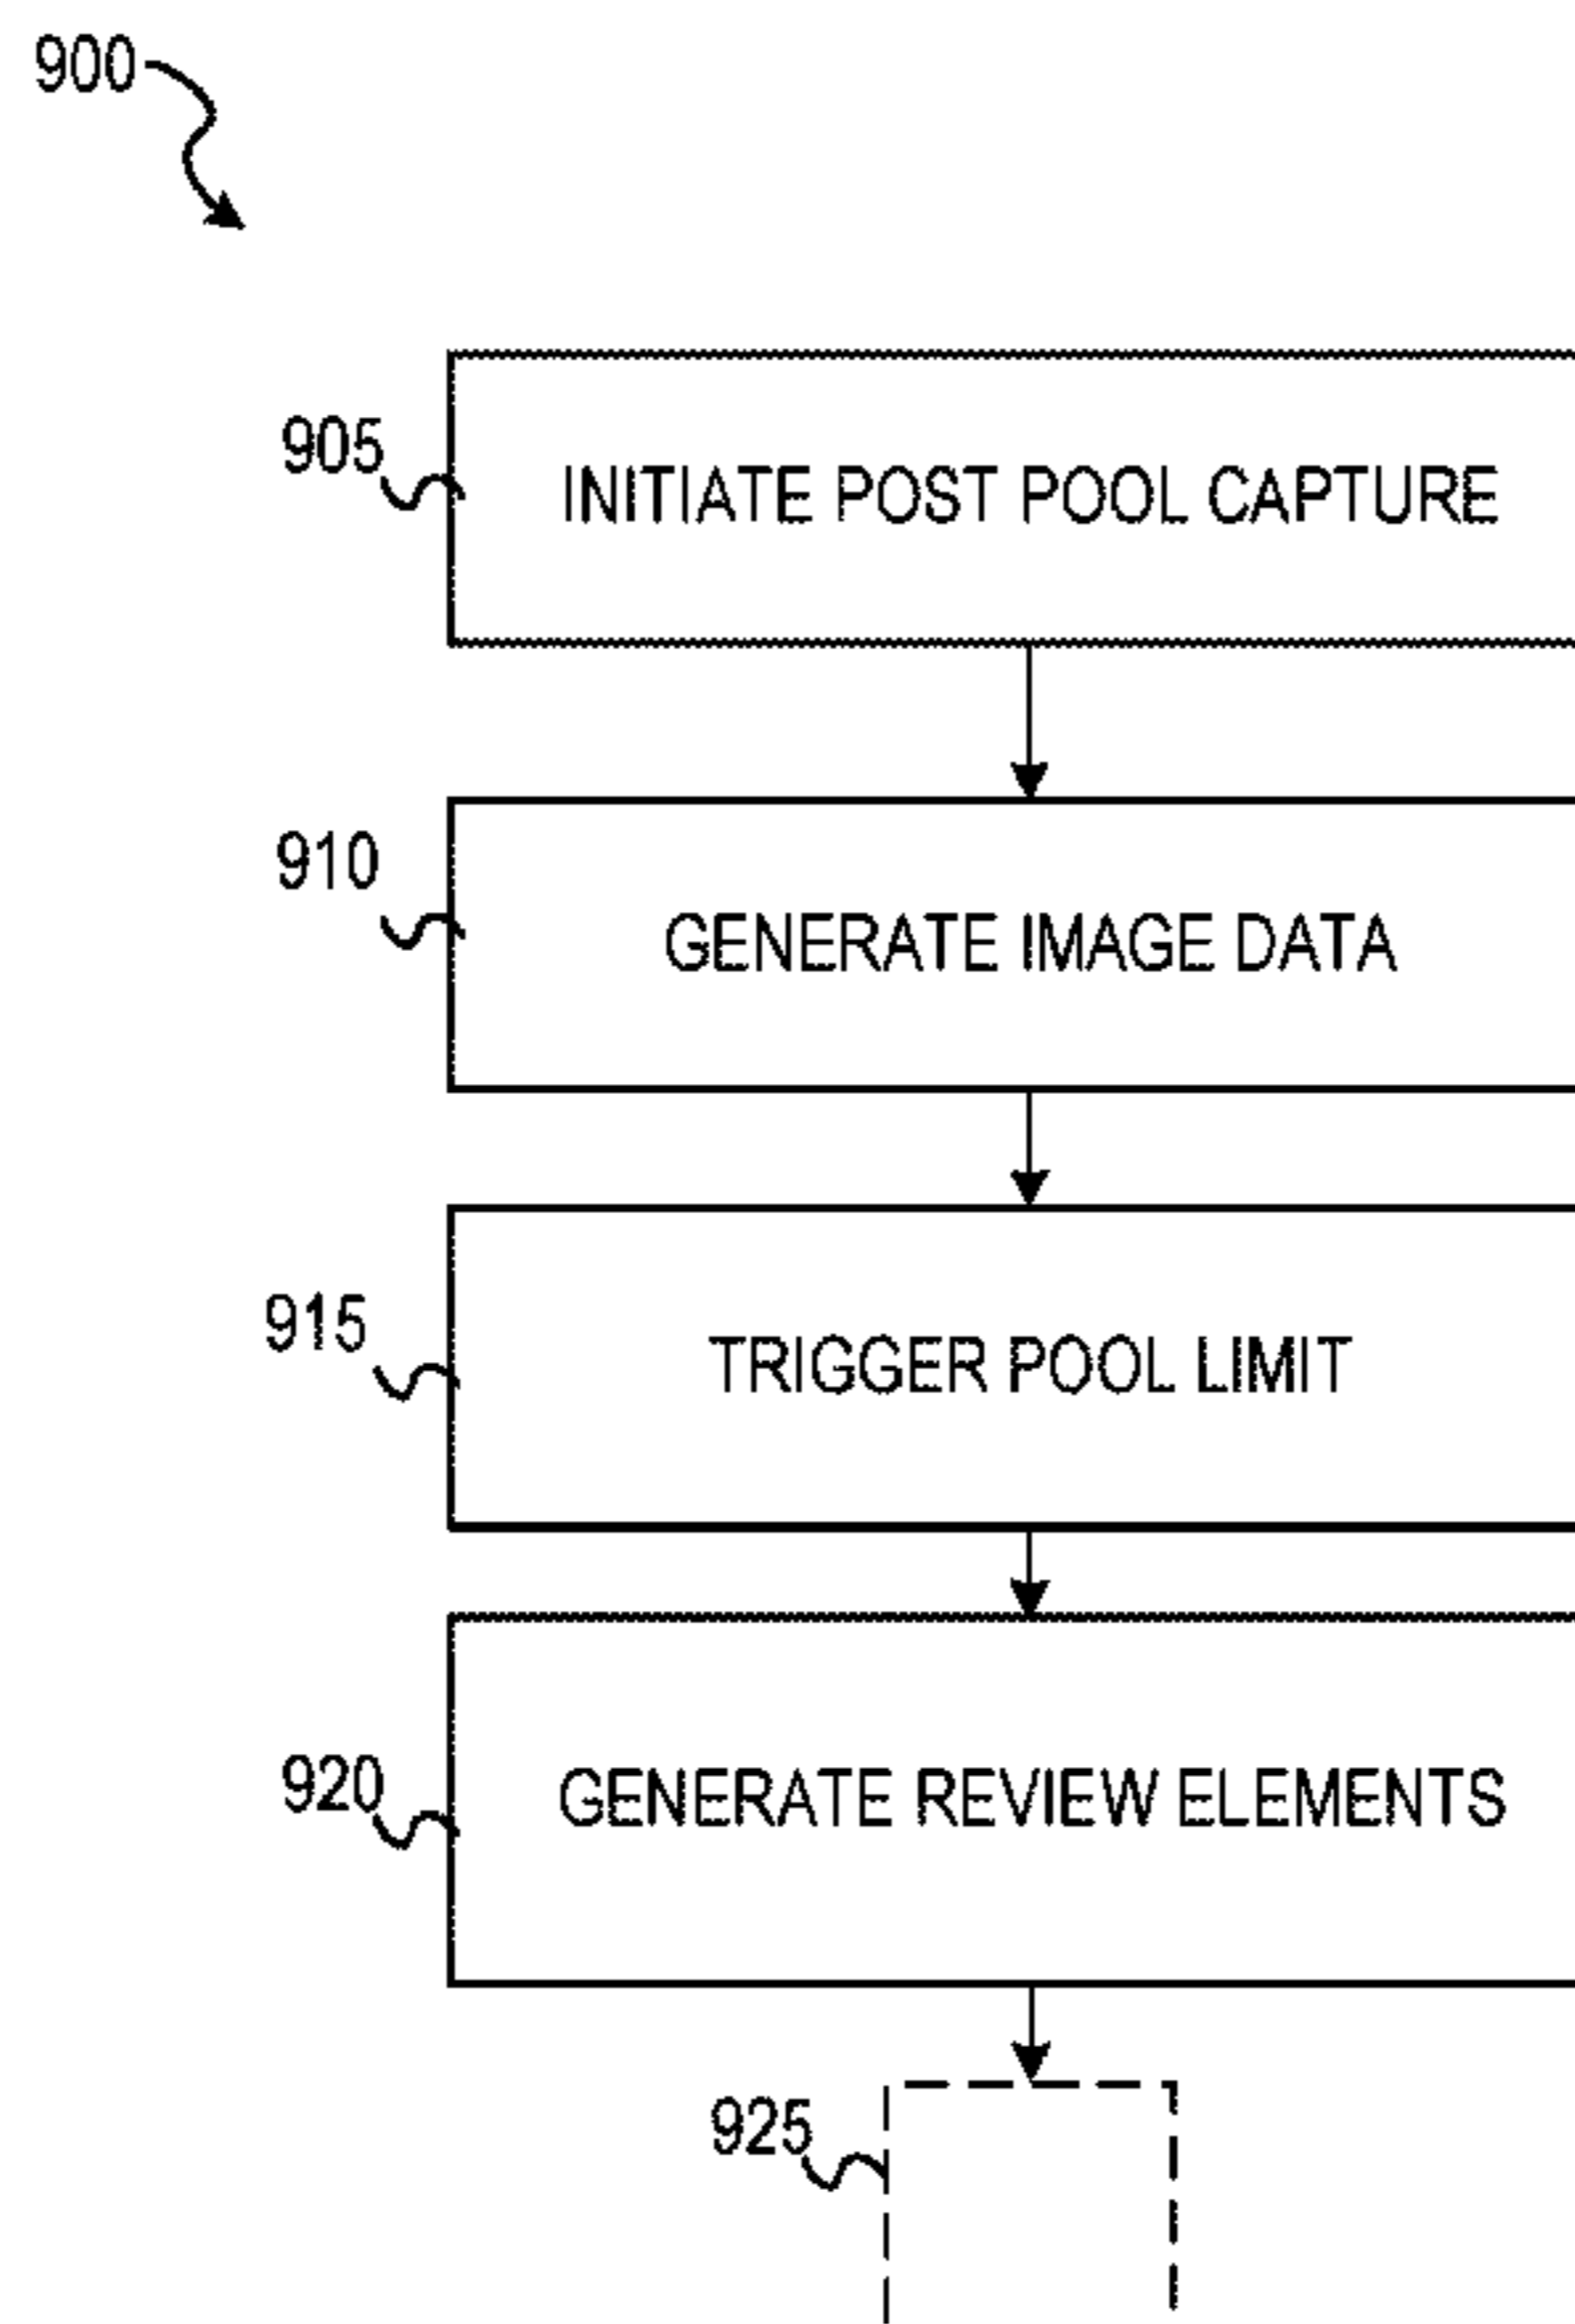 900
905
INITIATE POST POOL CAPTURE
910
GENERATE IMAGE DATA
915
TRIGGER POOL LIMIT
920
GENERATE REVIEW ELEMENTS
925